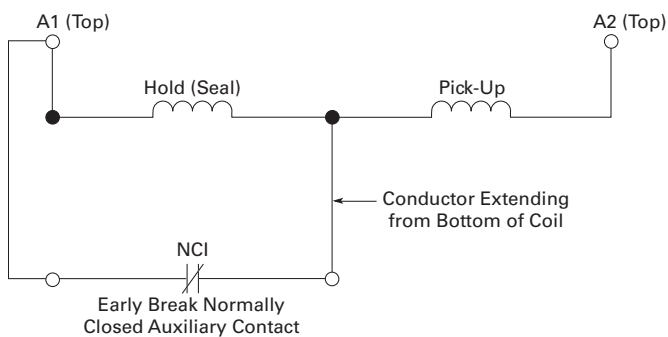 A1 (Top)
A2 (Top)
Hold (Seal)
Pick-Up
Conductor Extending
from Bottom of Coil
NCI
Early Break Normally
Closed Auxiliary Contact